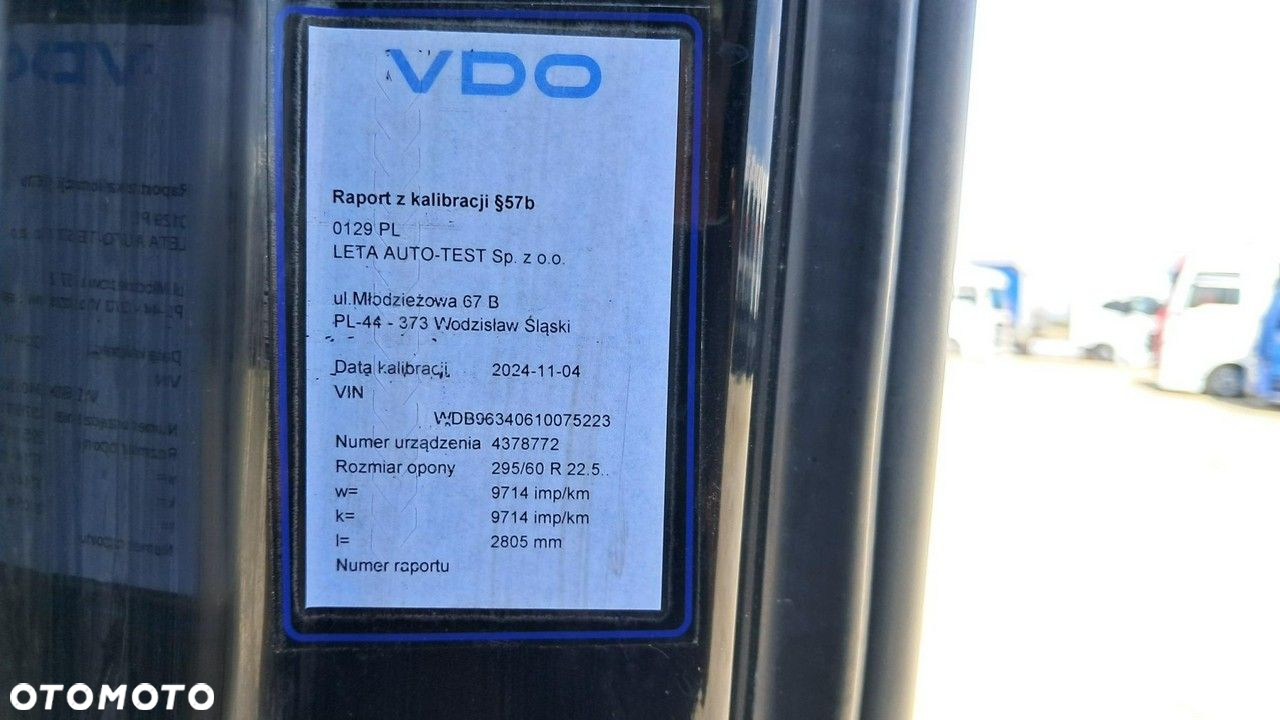 VDO
Raport z kalibracji §57b
0129 PL
LETA AUTO-TEST Sp. z o.o.
ul.Młodzieżowa 67 B
PL-44 - 373 Wodzisław Śląski
Data kalibracji 2024-11-04
VIN
WDB96340610075223
Numer urządzenia 4378772
Rozmiar opony 295/60 R 22.5..
w= 9714 imp/km
k= 9714 imp/km
l= 2805 mm
Numer raportu
OTOMOTO